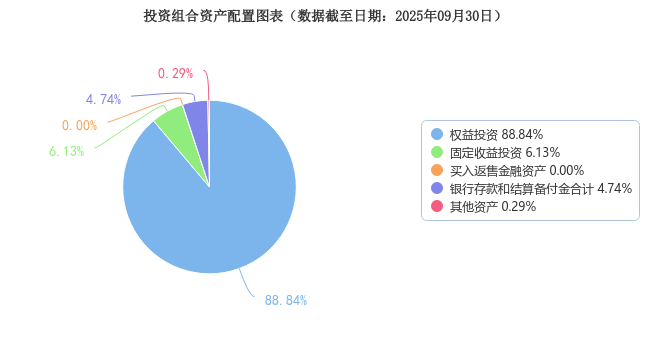 投资组合资产配置图表（数据截至日期：2025年09月30日）
0.29%
4.74%
0.00%
6.13%
88.84%
权益投资 88.84%
固定收益投资 6.13%
买入返售金融资产 0.00%
银行存款和结算备付金合计 4.74%
其他资产 0.29%